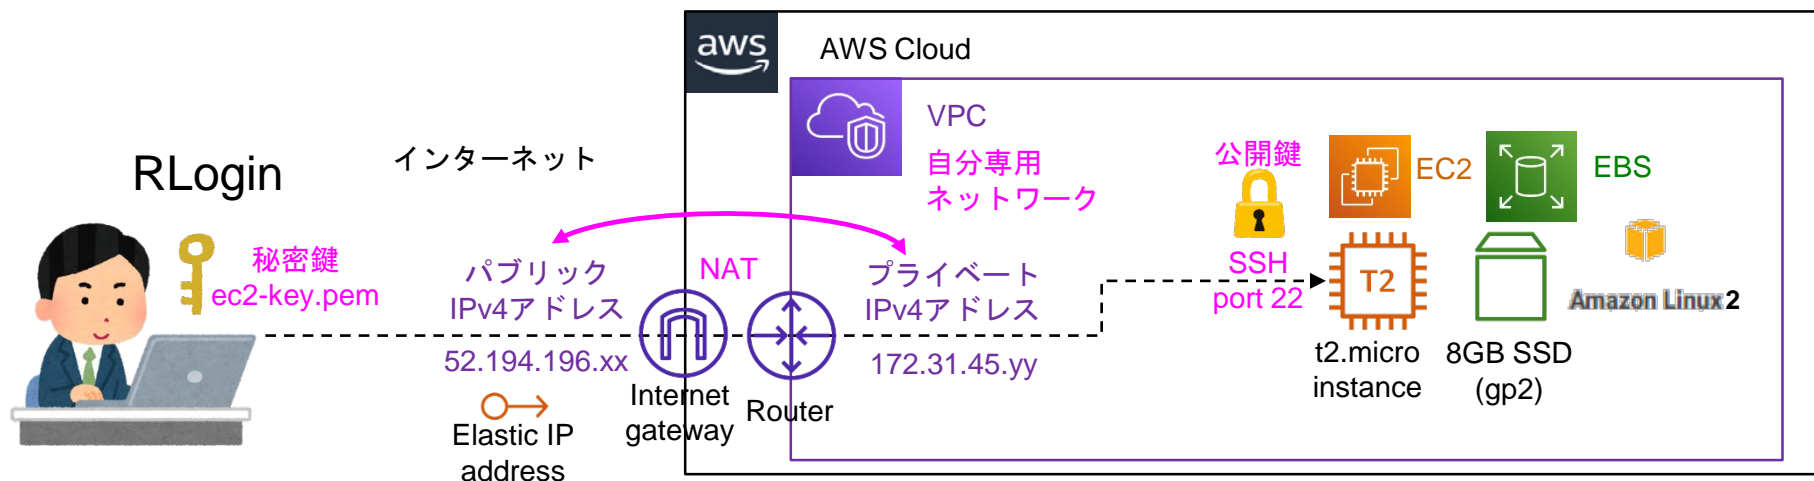 aws
AWS Cloud
VPC
自分専用
ネットワーク
インターネット
RLogin
秘密鍵
ec2-key.pem
パブリック
IPv4アドレス
52.194.196.xx
Elastic IP
address
NAT
Internet
gateway
Router
プライベート
IPv4アドレス
172.31.45.yy
公開鍵
SSH
port 22
EC2
T2
t2.micro
instance
EBS
8GB SSD
(gp2)
Amazon Linux 2